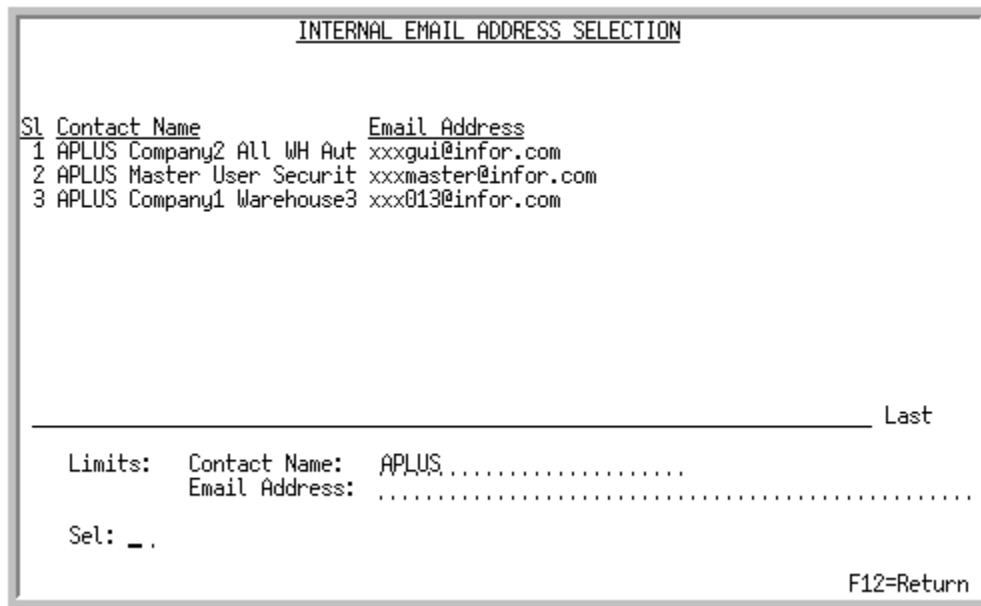 INTERNAL EMAIL ADDRESS SELECTION
Sl Contact Name Email Address
1 APLUS Company2 All WH Aut xxxgui@infor.com
2 APLUS Master User Securit xxxmaster@infor.com
3 APLUS Company1 Warehouse3 xxx013@infor.com
Last
Limits: Contact Name: APLUS
Email Address:
Sel:
F12=Return